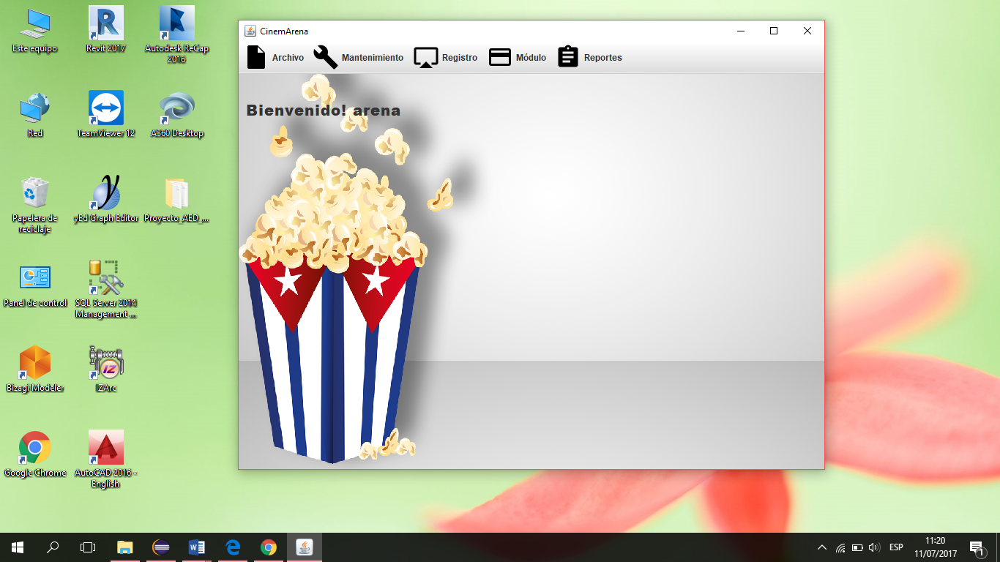 Este equipo
Revit 2017
Autodesk ReCap
2016
Red
TeamViewer 12
A360 Desktop
Papelera de
reciclaje
yEd Graph Editor
Proyecto_AED_...
Panel de control
SQL Server 2014
Management ...
Bizagi Modeler
IZ
IZArc
Google Chrome
AutoCAD 2016 -
English
CinemArena
Archivo
Mantenimiento
Registro
Módulo
Reportes
Bienvenido! arena
ESP
11:20
11/07/2017
1